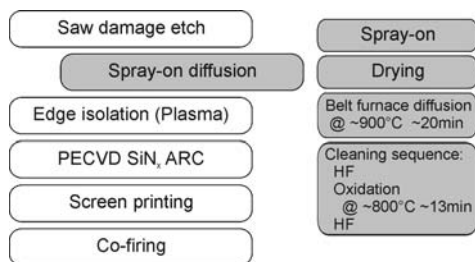 Saw damage etch
Spray-on diffusion
Edge isolation (Plasma)
PECVD SiNₓ ARC
Screen printing
Co-firing
Spray-on
Drying
Belt furnace diffusion
@ ~900°C ~20min
Cleaning sequence:
HF
Oxidation
@ ~800°C ~13min
HF